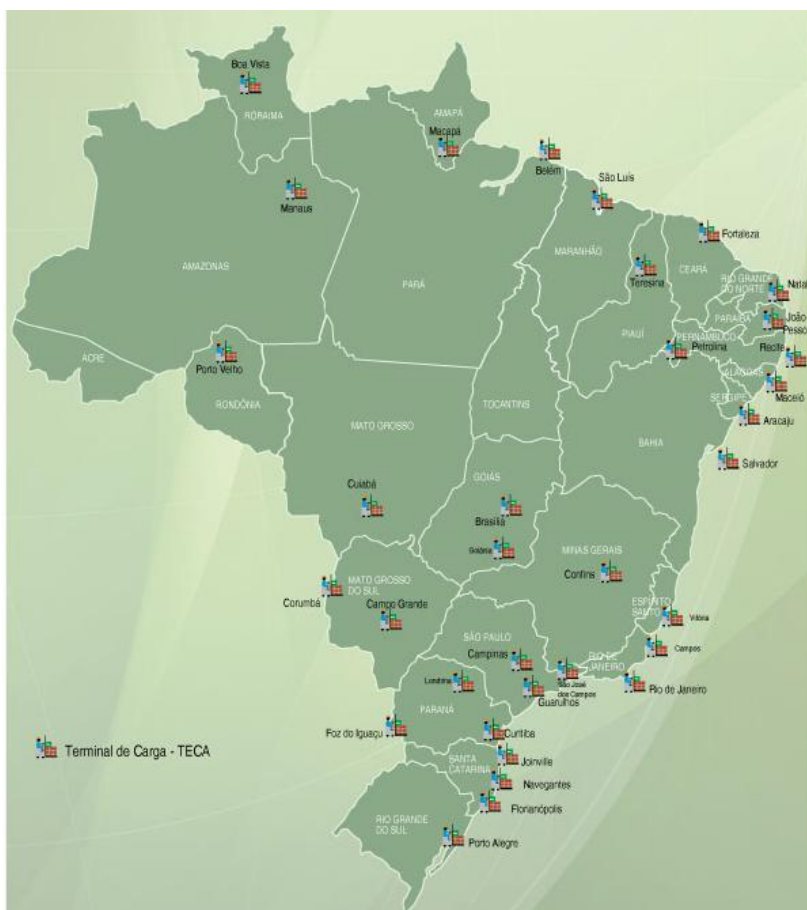 Boa Vista
RORAIMA
AMAPÁ
Macapá
Belém
São Luís
Manaus
Fortaleza
MARANHÃO
CEARÁ
AMAZONAS
PARÁ
Teresina
RIO GRANDE
DO NORTE
Natal
PARAÍBA
João
Pesso
PIAUÍ
PERNAMBUCO
Petrolina
Recife
ACRE
Porto Velho
ALAGOAS
Maceió
RONDÔNIA
TOCANTINS
SERGIPE
Aracaju
MATO GROSSO
BAHIA
Salvador
GOIÁS
Cuiabá
Brasiliá
Goiânia
MINAS GERAIS
Confins
MATO GROSSO
DO SUL
Corumbá
Campo Grande
ESPÍRITO
SANTO
Vitória
SÃO PAULO
Campinas
RIO DE
JANEIRO
Campos
Londrina
São José
dos Campos
Rio de Janeiro
Guarulhos
PARANÁ
Foz do Iguaçu
Curitiba
Terminal de Carga - TECA
SANTA
CATARINA
Joinville
Navegantes
Florianópolis
RIO GRANDE
DO SUL
Porto Alegre